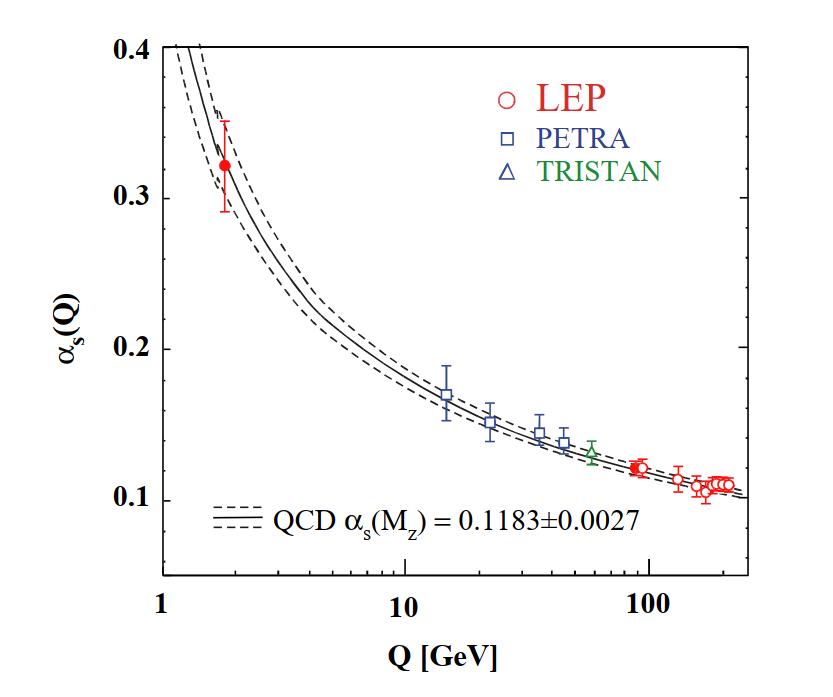 0.4
LEP
PETRA
TRISTAN
0.3
αs(Q)
0.2
0.1
QCD αs(MZ) = 0.1183±0.0027
1
10
100
Q [GeV]